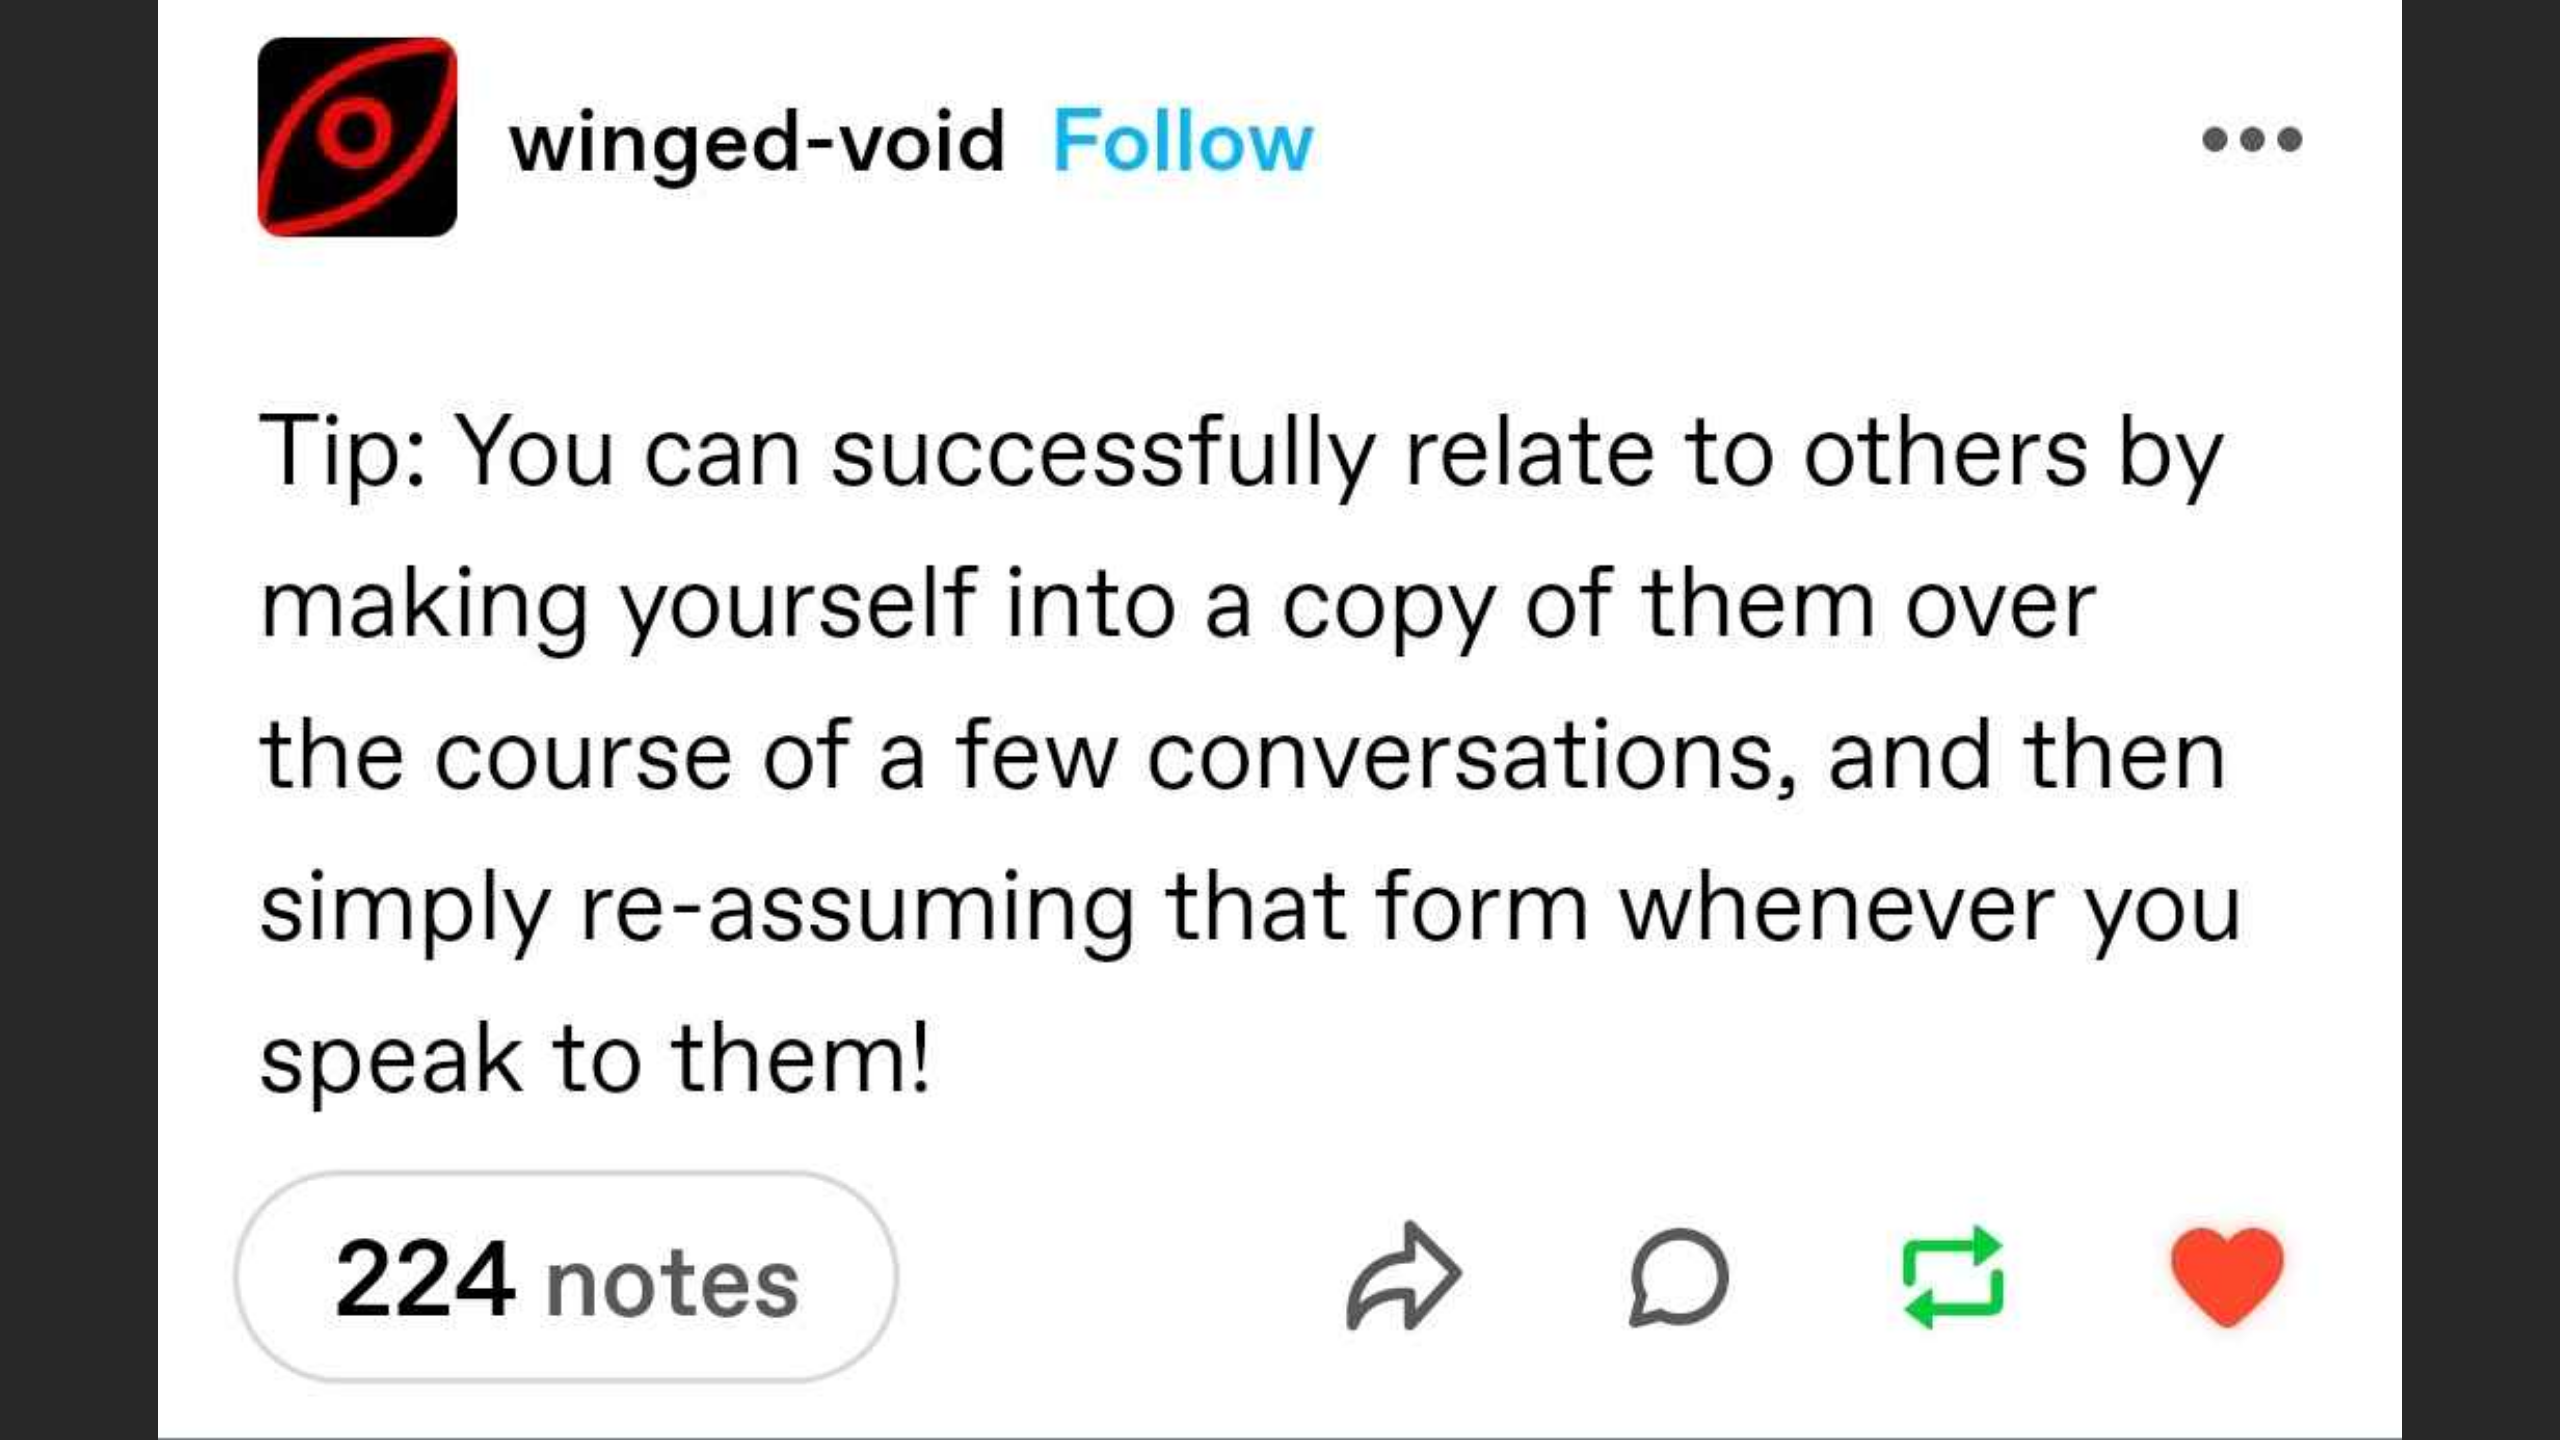 winged-void Follow
Tip: You can successfully relate to others by
making yourself into a copy of them over
the course of a few conversations, and then
simply re-assuming that form whenever you
speak to them!
224 notes